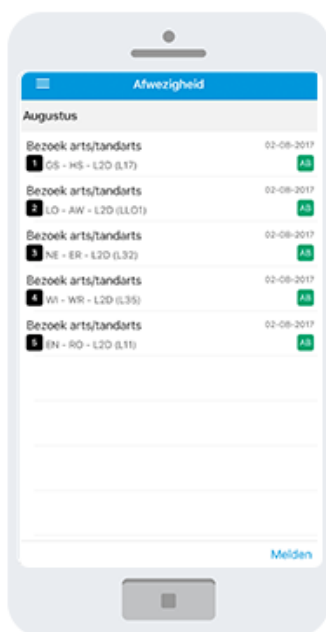 Afwezigheid
Augustus
Bezoek arts/tandarts 02-08-2017
1 GS - HS - L2D (L17) AB
Bezoek arts/tandarts 02-08-2017
2 LO - AW - L2D (LLO1) AB
Bezoek arts/tandarts 02-08-2017
3 NE - ER - L2D (L32) AB
Bezoek arts/tandarts 02-08-2017
4 WI - WR - L2D (L35) AB
Bezoek arts/tandarts 02-08-2017
5 EN - RO - L2D (L11) AB
Melden